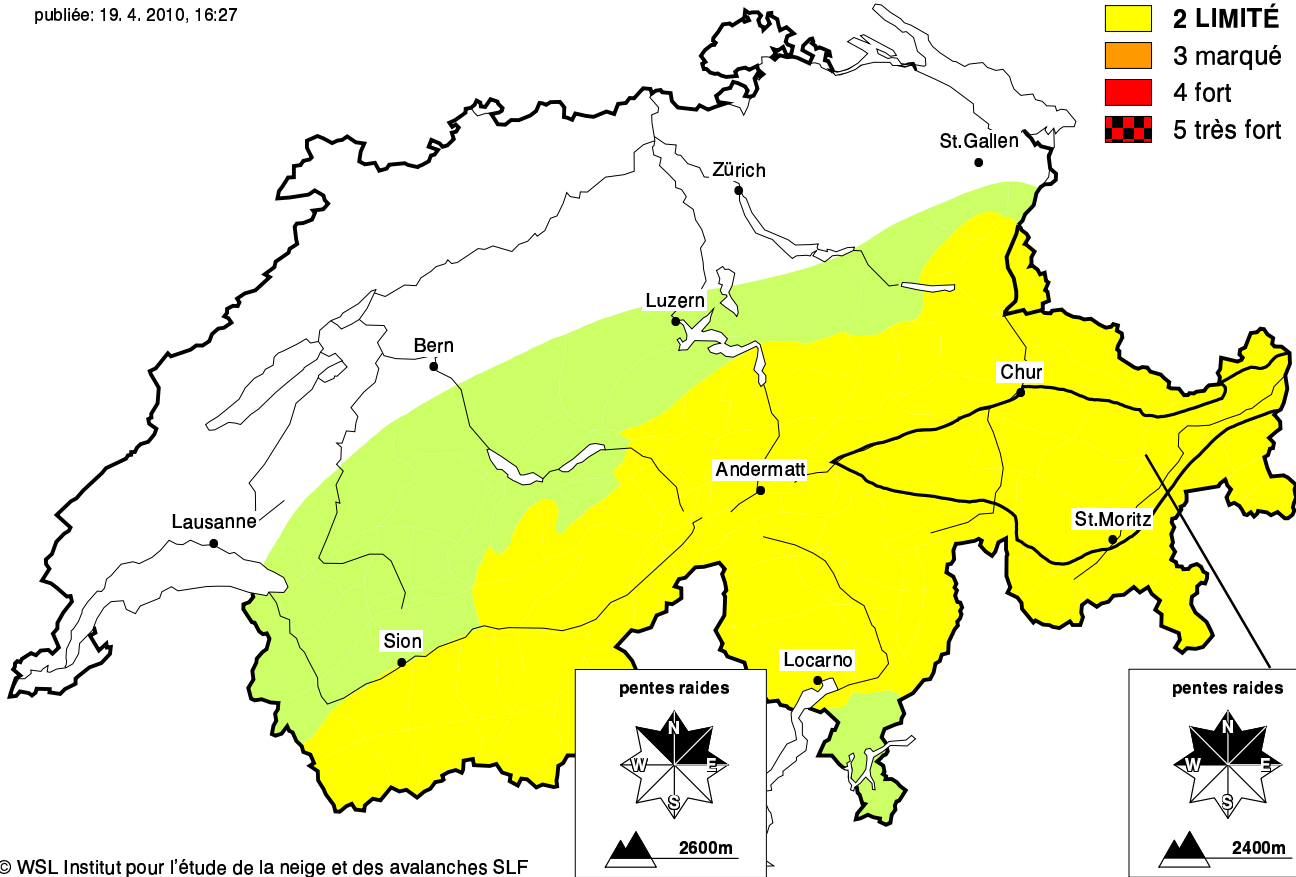 publiée: 19. 4. 2010, 16:27
2 LIMITÉ
3 marqué
4 fort
5 très fort
St.Gallen
Zürich
Luzern
Bern
Chur
Andermatt
Lausanne
St.Moritz
Sion
Locarno
pentes raides
N
W E
S
2600m
pentes raides
N
W E
S
2400m
© WSL Institut pour l'étude de la neige et des avalanches SLF